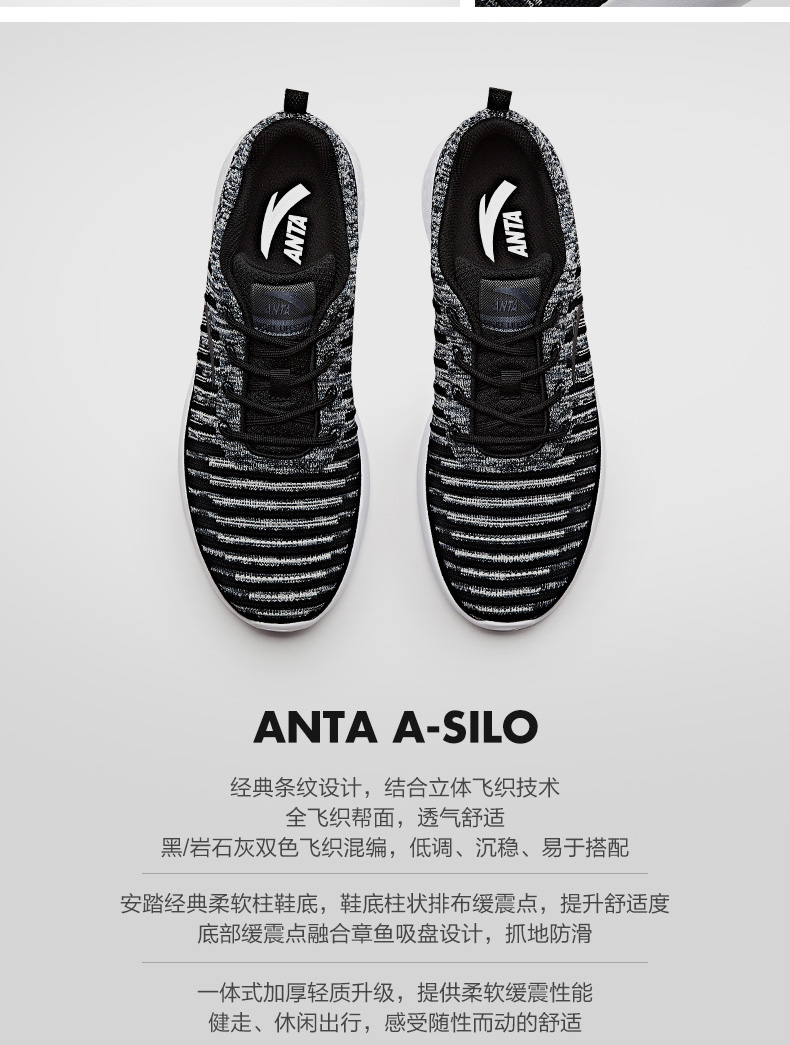 ANTA
ANTA
ANTA
ANTA A-SILO
经典条纹设计，结合立体飞织技术
全飞织帮面，透气舒适
黑/岩石灰双色飞织混编，低调、沉稳、易于搭配
安踏经典柔软柱鞋底，鞋底柱状排布缓震点，提升舒适度
底部缓震点融合章鱼吸盘设计，抓地防滑
一体式加厚轻质升级，提供柔软缓震性能
健走、休闲出行，感受随性而动的舒适